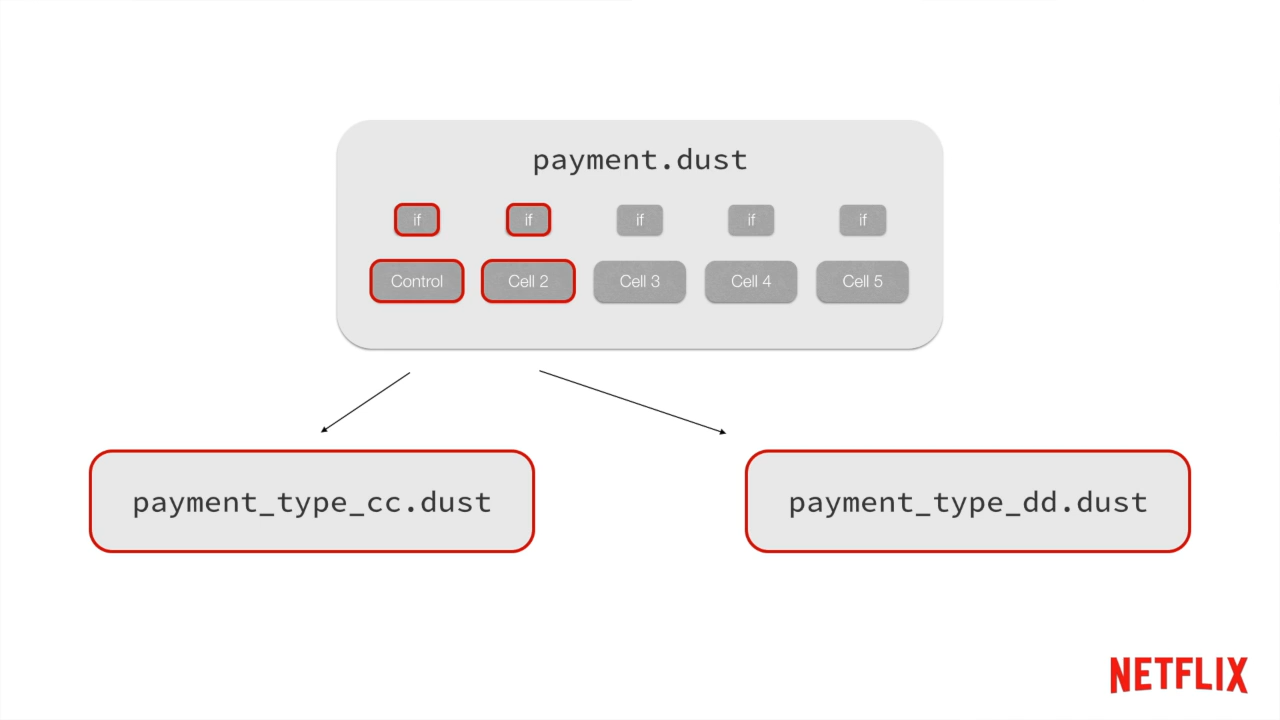 payment.dust
if if if if if
Control Cell 2 Cell 3 Cell 4 Cell 5
payment_type_cc.dust payment_type_dd.dust
NETFLIX